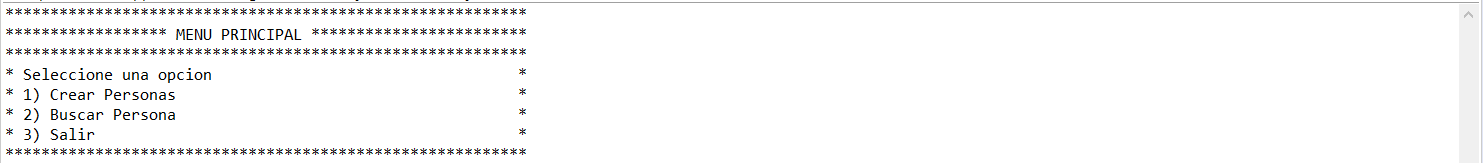 **********************************************************
****************** MENU PRINCIPAL ************************
**********************************************************
* Seleccione una opcion                                  *
* 1) Crear Personas                                      *
* 2) Buscar Persona                                      *
* 3) Salir                                               *
**********************************************************